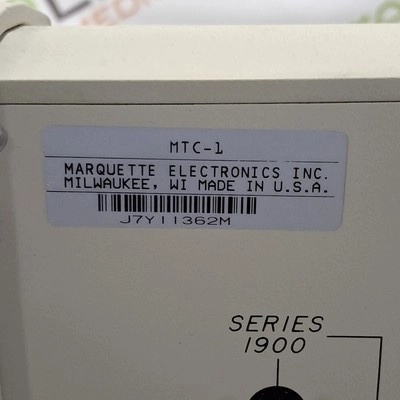 MTC-1
MARQUETTE ELECTRONICS INC.
MILWAUKEE, WI MADE IN U.S.A.
J7Y11362M
SERIES
1900